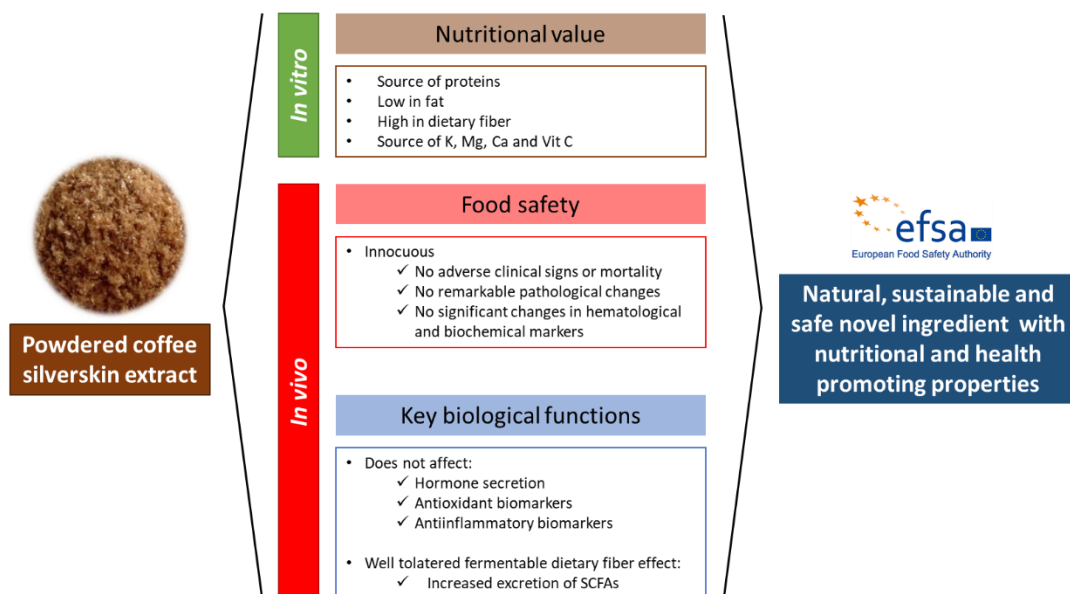 In vitro
Nutritional value
• Source of proteins
• Low in fat
• High in dietary fiber
• Source of K, Mg, Ca and Vit C
Powdered coffee
silverskin extract
In vivo
Food safety
• Innocuous
✓ No adverse clinical signs or mortality
✓ No remarkable pathological changes
✓ No significant changes in hematological
and biochemical markers
Key biological functions
• Does not affect:
✓ Hormone secretion
✓ Antioxidant biomarkers
✓ Antiinflammatory biomarkers
• Well tolatered fermentable dietary fiber effect:
✓ Increased excretion of SCFAs
efsa
European Food Safety Authority
Natural, sustainable and
safe novel ingredient with
nutritional and health
promoting properties